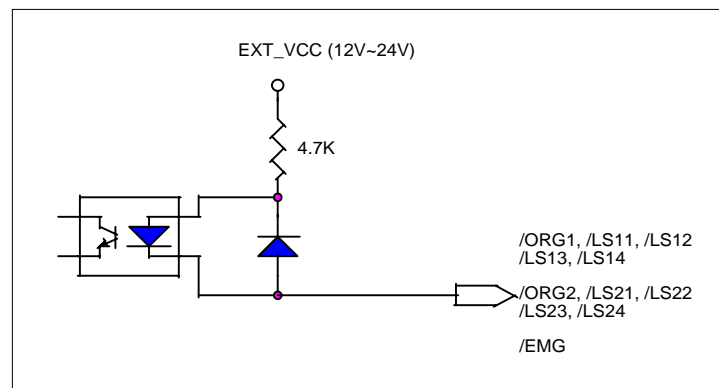 EXT_VCC (12V~24V)
4.7K
/ORG1, /LS11, /LS12
/LS13, /LS14
/ORG2, /LS21, /LS22
/LS23, /LS24
/EMG